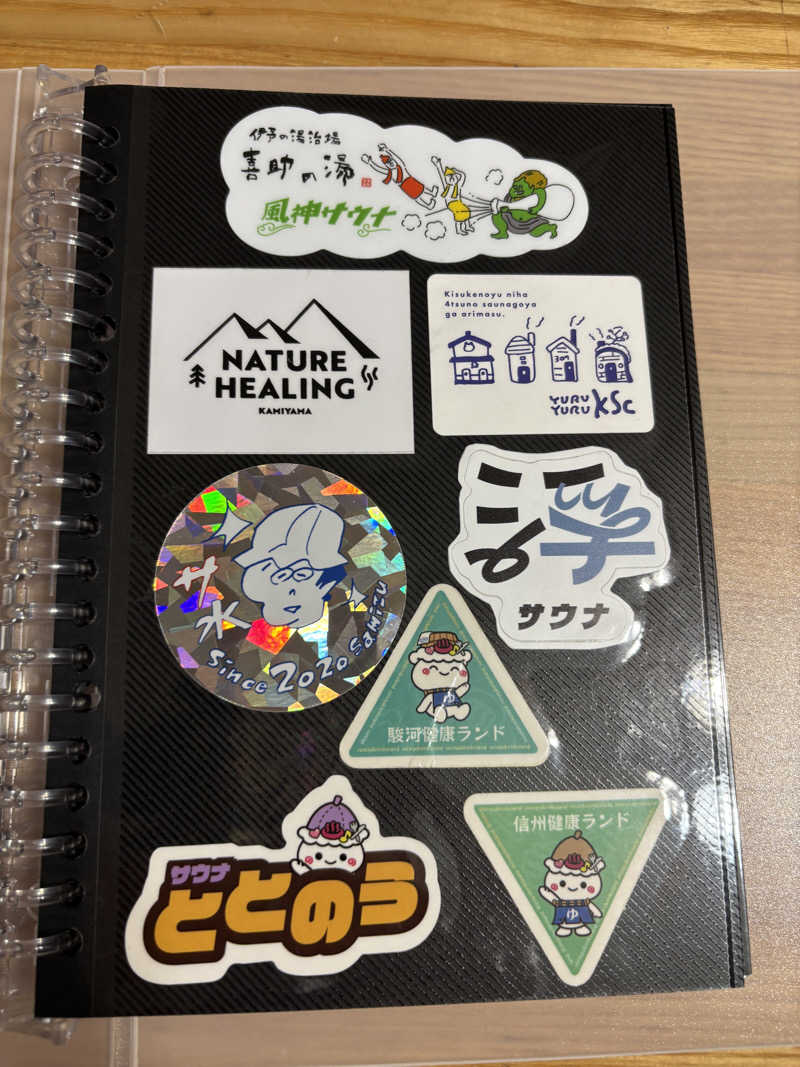 伊予の湯治場
喜助の湯
風神サウナ
NATURE
HEALING
KAMIYAMA
Kisukenoyu niha
4tsuno saunagoya
ga arimasu.
YURU
YURU KSC
サ水
Since 2020 Samizu
浮
サウナ
ゆ
駿河健康ランド
信州健康ランド
ゆ
サウナ
ととのう